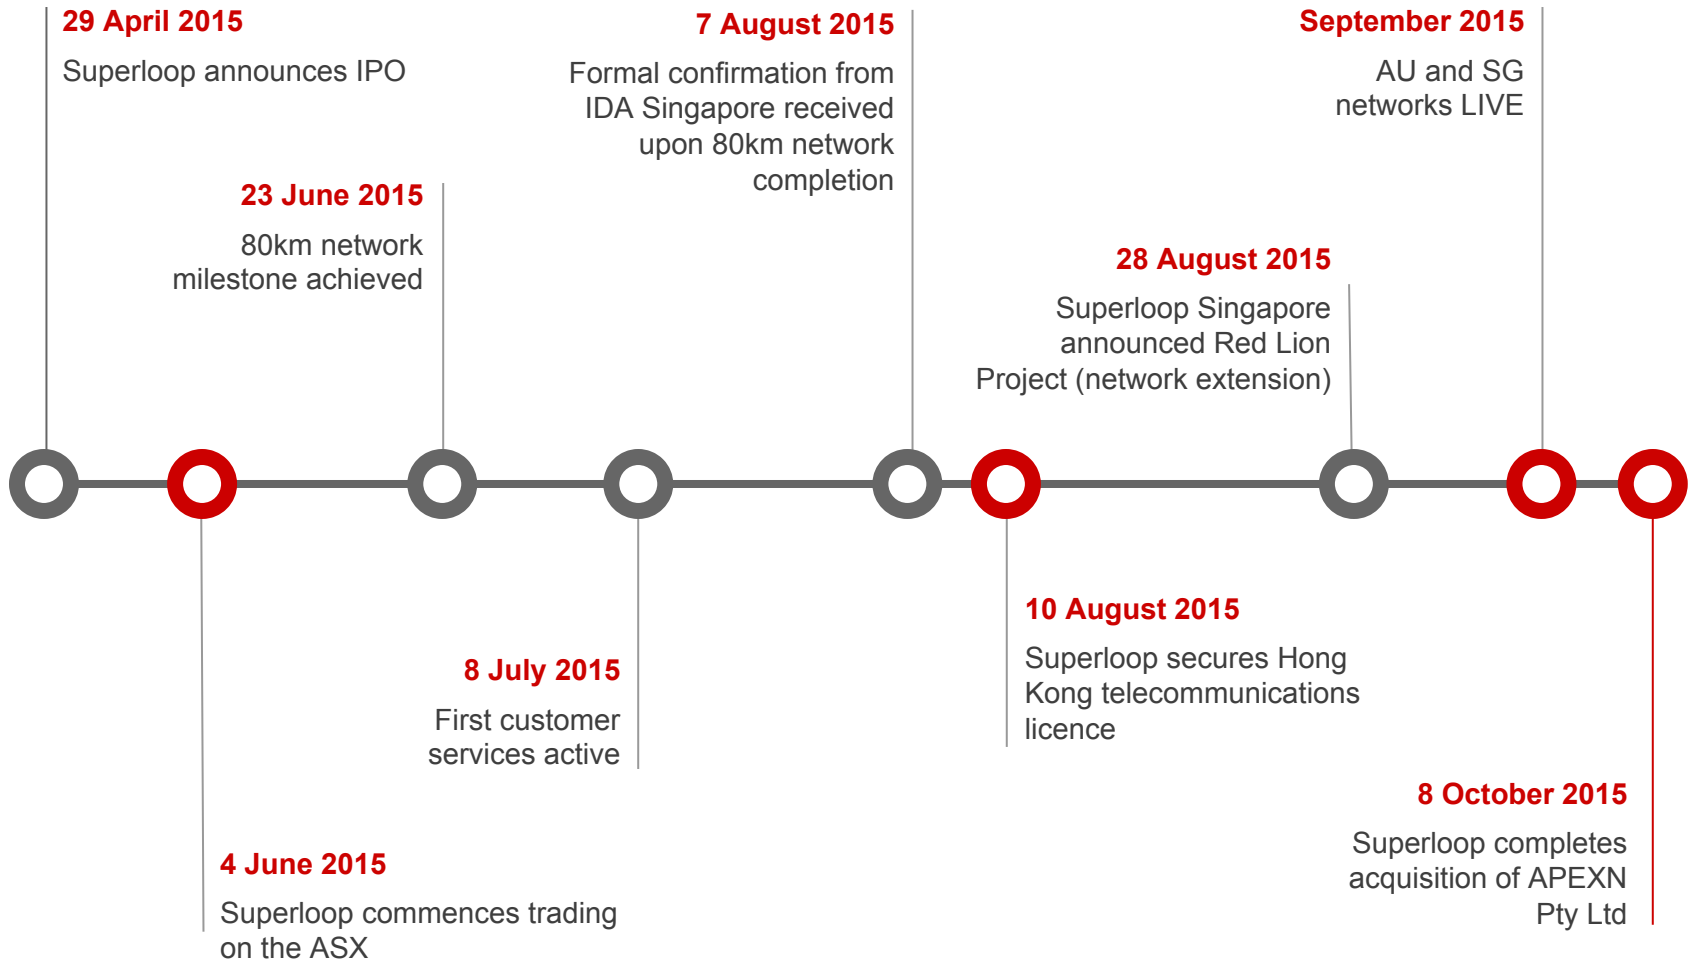 29 April 2015
Superloop announces IPO
7 August 2015
Formal confirmation from
IDA Singapore received
upon 80km network
completion
September 2015
AU and SG
networks LIVE
23 June 2015
80km network
milestone achieved
28 August 2015
Superloop Singapore
announced Red Lion
Project (network extension)
10 August 2015
Superloop secures Hong
Kong telecommunications
licence
8 July 2015
First customer
services active
8 October 2015
Superloop completes
acquisition of APEXN
Pty Ltd
4 June 2015
Superloop commences trading
on the ASX